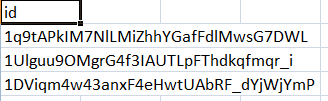 id
1q9tAPkIM7NlLMiZhhYGafFdlMwsG7DWL
1Ulguu9OMgrG4f3IAUTLpFThdkqfmqr_i
1DViqm4w43anxF4eHwtUAbRF_dYjWjYmP